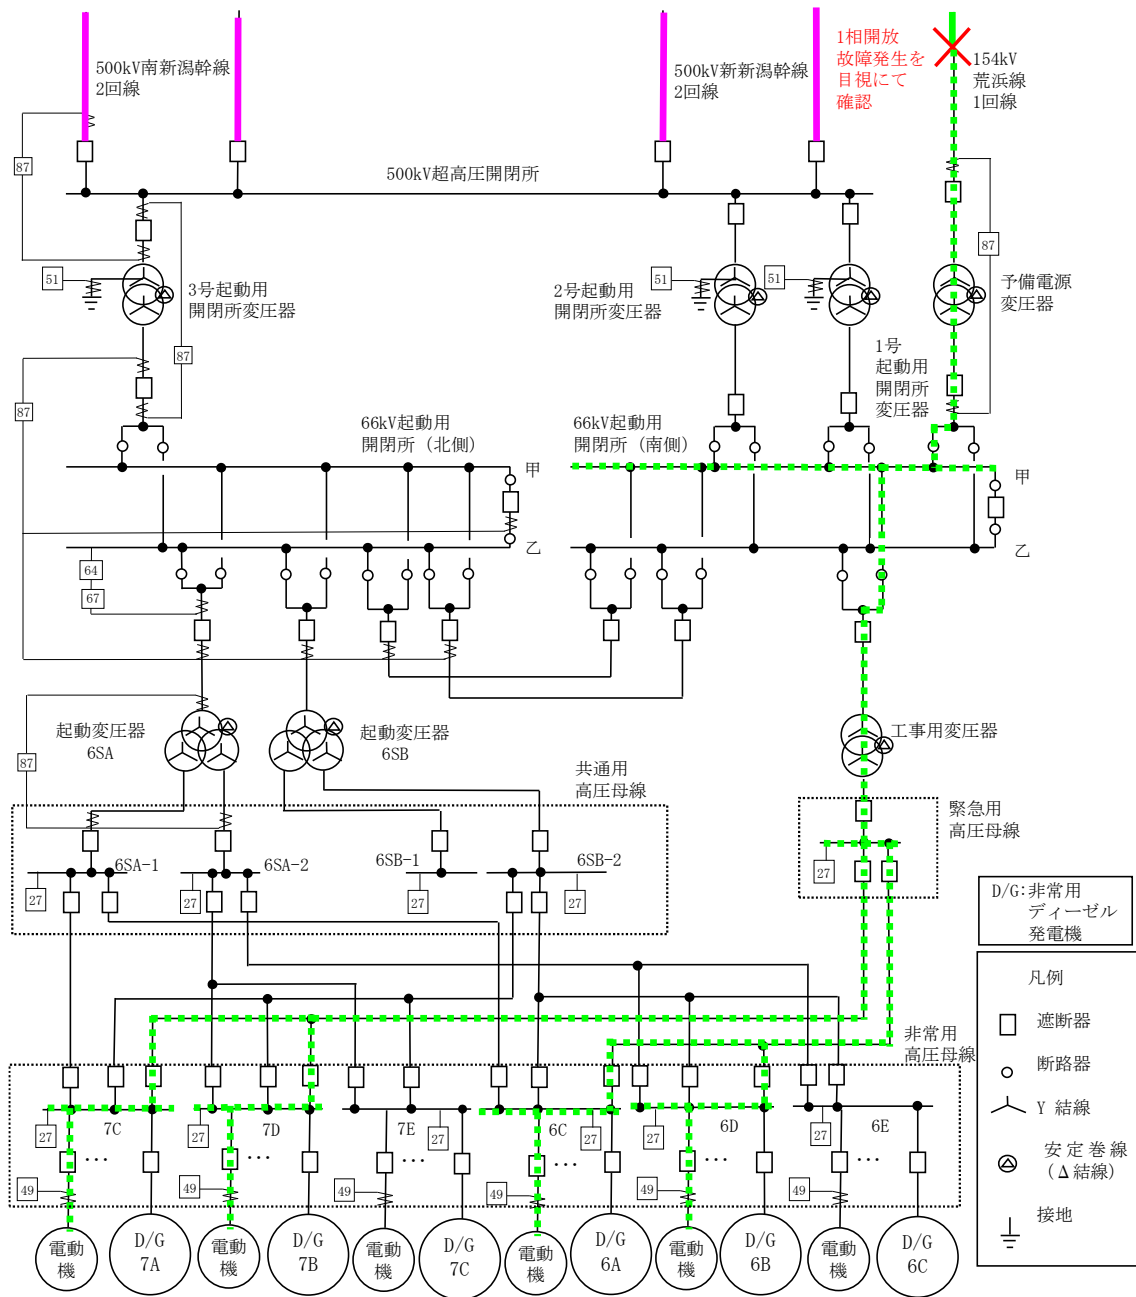 500kV南新潟幹線
2回線
500kV新新潟幹線
2回線
1相開放
故障発生を
目視にて
確認
154kV
荒浜線
1回線
87
500kV超高圧開閉所
87
51
3号起動用
開閉所変圧器
51
2号起動用
開閉所変圧器
51
予備電源
変圧器
87
87
1号
起動用
開閉所
変圧器
66kV起動用
開閉所（北側）
66kV起動用
開閉所（南側）
甲
甲
乙
乙
64
67
起動変圧器
6SA
起動変圧器
6SB
工事用変圧器
87
共通用
高圧母線
緊急用
高圧母線
6SA-1
6SA-2
6SB-1
6SB-2
27
27
27
27
27
D/G:非常用
ディーゼル
発電機
凡例
遮断器
断路器
Y 結線
安定巻線
（Δ結線）
接地
非常用
高圧母線
7C
7D
7E
6C
6D
6E
27
27
27
27
27
27
...
...
...
...
...
...
49
49
49
49
49
49
電動
機
D/G
7A
電動
機
D/G
7B
電動
機
D/G
7C
電動
機
D/G
6A
電動
機
D/G
6B
電動
機
D/G
6C